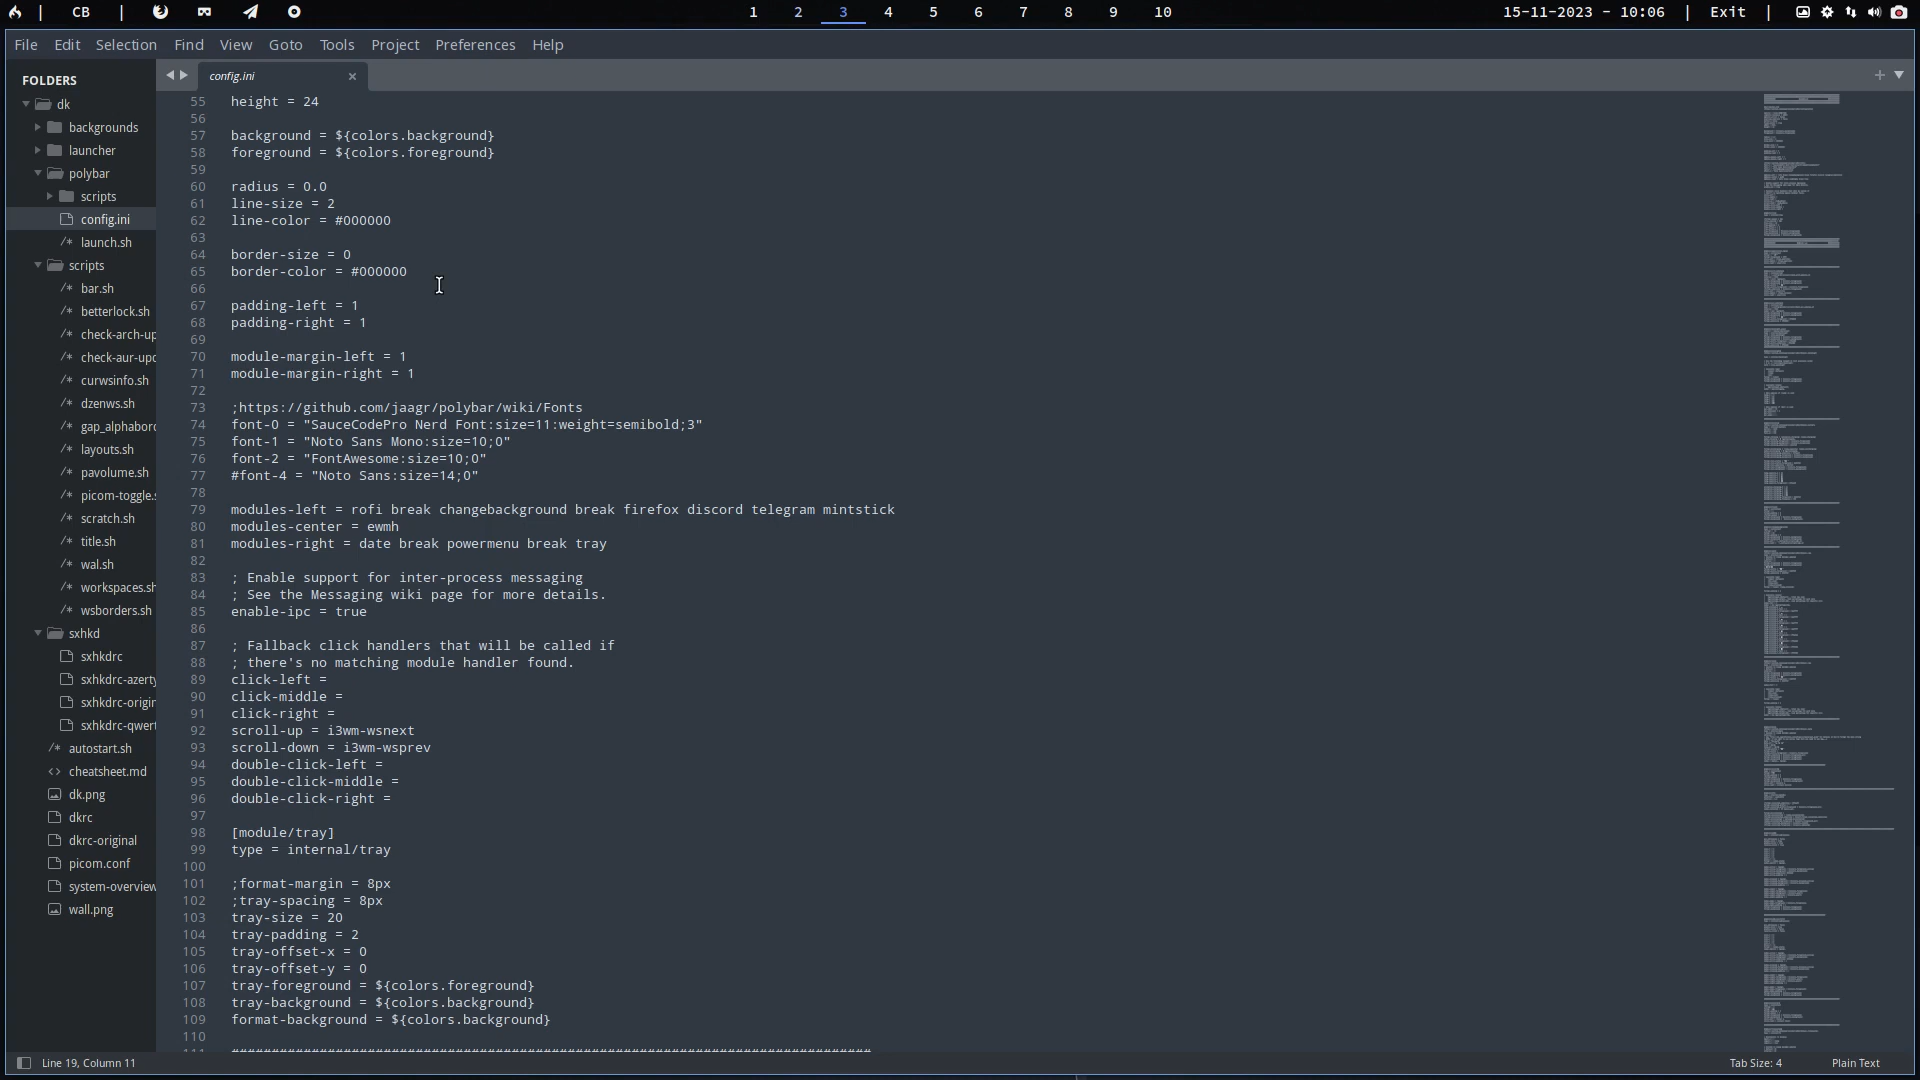 CB
1 2 3 4 5 6 7 8 9 10
15-11-2023 - 10:06 | Exit |
File Edit Selection Find View Goto Tools Project Preferences Help
FOLDERS
dk
backgrounds
launcher
polybar
scripts
config.ini
launch.sh
scripts
bar.sh
betterlock.sh
check-arch-up
check-aur-upd
curwsinfo.sh
dzenws.sh
gap_alphabord
layouts.sh
pavolume.sh
picom-toggle.s
scratch.sh
title.sh
wal.sh
workspaces.sh
wsborders.sh
sxhkd
sxhkdrc
sxhkdrc-azerty
sxhkdrc-origin
sxhkdrc-qwert
autostart.sh
cheatsheet.md
dk.png
dkrc
dkrc-original
picom.conf
system-overview
wall.png
config.ini
55 height = 24
56
57 background = ${colors.background}
58 foreground = ${colors.foreground}
59
60 radius = 0.0
61 line-size = 2
62 line-color = #000000
63
64 border-size = 0
65 border-color = #000000
66
67 padding-left = 1
68 padding-right = 1
69
70 module-margin-left = 1
71 module-margin-right = 1
72
73 ;https://github.com/jaagr/polybar/wiki/Fonts
74 font-0 = "SauceCodePro Nerd Font:size=11:weight=semibold;3"
75 font-1 = "Noto Sans Mono:size=10;0"
76 font-2 = "FontAwesome:size=10;0"
77 #font-4 = "Noto Sans:size=14;0"
78
79 modules-left = rofi break changebackground break firefox discord telegram mintstick
80 modules-center = ewmh
81 modules-right = date break powermenu break tray
82
83 ; Enable support for inter-process messaging
84 ; See the Messaging wiki page for more details.
85 enable-ipc = true
86
87 ; Fallback click handlers that will be called if
88 ; there's no matching module handler found.
89 click-left =
90 click-middle =
91 click-right =
92 scroll-up = i3wm-wsnext
93 scroll-down = i3wm-wsprev
94 double-click-left =
95 double-click-middle =
96 double-click-right =
97
98 [module/tray]
99 type = internal/tray
100
101 ;format-margin = 8px
102 ;tray-spacing = 8px
103 tray-size = 20
104 tray-padding = 2
105 tray-offset-x = 0
106 tray-offset-y = 0
107 tray-foreground = ${colors.foreground}
108 tray-background = ${colors.background}
109 format-background = ${colors.background}
110
Line 19, Column 11
Tab Size: 4
Plain Text